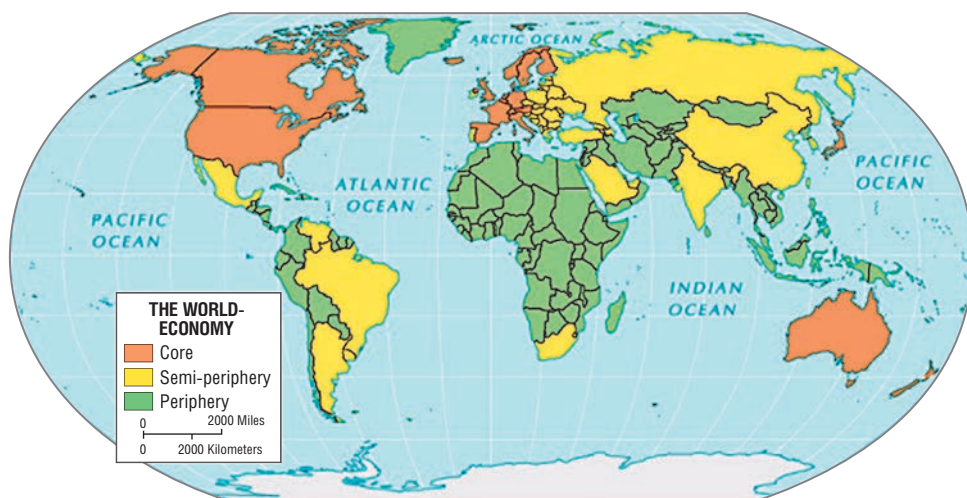 ARCTIC OCEAN
ATLANTIC
OCEAN
PACIFIC
OCEAN
PACIFIC
OCEAN
INDIAN
OCEAN
THE WORLD-
ECONOMY
Core
Semi-periphery
Periphery
0 2000 Miles
0 2000 Kilometers